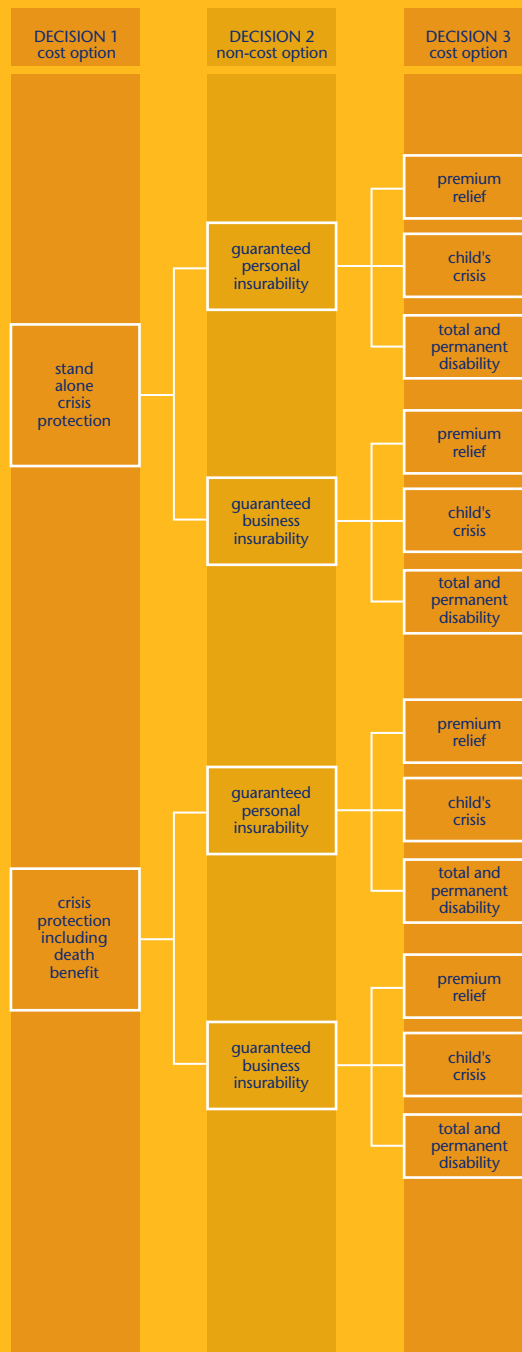 DECISION 1
cost option
DECISION 2
non-cost option
DECISION 3
cost option
stand
alone
crisis
protection
guaranteed
personal
insurability
premium
relief
child's
crisis
total and
permanent
disability
guaranteed
business
insurability
premium
relief
child's
crisis
total and
permanent
disability
crisis
protection
including
death
benefit
guaranteed
personal
insurability
premium
relief
child's
crisis
total and
permanent
disability
guaranteed
business
insurability
premium
relief
child's
crisis
total and
permanent
disability